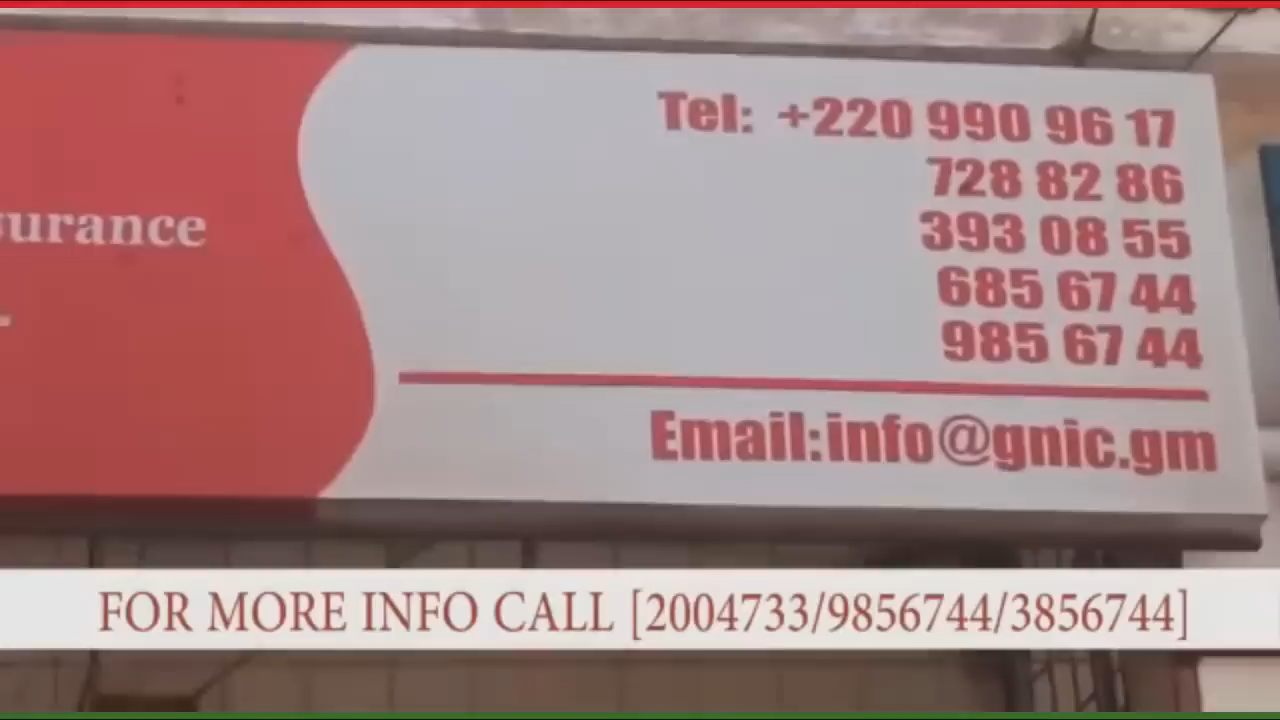 surance
Tel: +220 990 96 17
728 82 86
393 08 55
685 67 44
985 67 44
Email:info@gnic.gm
FOR MORE INFO CALL [2004733/9856744/3856744]